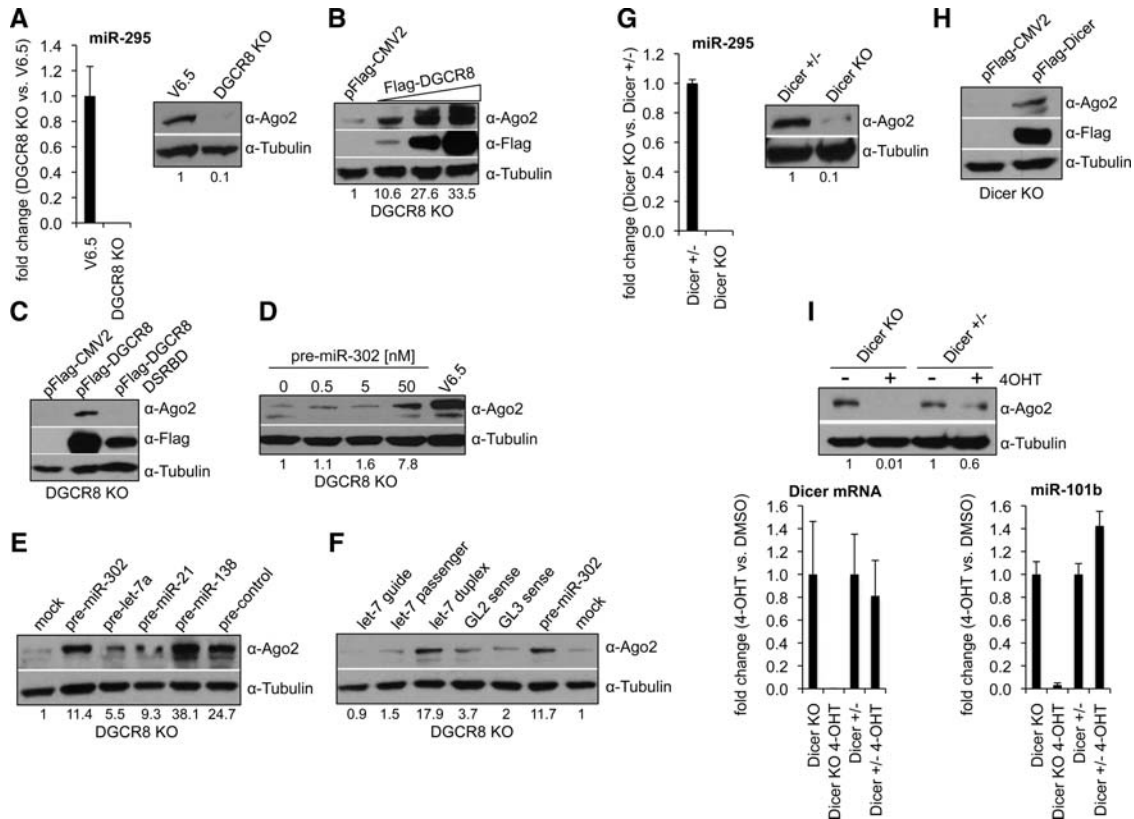 A
miR-295
fold change (DGCR8 KO vs. V6.5)
1.4
1.2
1.0
0.8
0.6
0.4
0.2
0.0
V6.5
DGCR8 KO
V6.5
DGCR8 KO
α-Ago2
α-Tubulin
1 0.1
B
pFlag-CMV2
Flag-DGCR8
α-Ago2
α-Flag
α-Tubulin
1 10.6 27.6 33.5
DGCR8 KO
C
pFlag-CMV2
pFlag-DGCR8
pFlag-DGCR8
DSRBD
α-Ago2
α-Flag
α-Tubulin
DGCR8 KO
D
pre-miR-302 [nM]
0 0.5 5 50 V6.5
α-Ago2
α-Tubulin
1 1.1 1.6 7.8
DGCR8 KO
E
mock
pre-miR-302
pre-let-7a
pre-miR-21
pre-miR-138
pre-control
α-Ago2
α-Tubulin
1 11.4 5.5 9.3 38.1 24.7
DGCR8 KO
F
let-7 guide
let-7 passenger
let-7 duplex
GL2 sense
GL3 sense
pre-miR-302
mock
α-Ago2
α-Tubulin
0.9 1.5 17.9 3.7 2 11.7 1
DGCR8 KO
G
miR-295
fold change (Dicer KO vs. Dicer +/-)
1.2
1.0
0.8
0.6
0.4
0.2
0.0
Dicer +/-
Dicer KO
Dicer +/-
Dicer KO
α-Ago2
α-Tubulin
1 0.1
H
pFlag-CMV2
pFlag-Dicer
α-Ago2
α-Flag
α-Tubulin
Dicer KO
I
Dicer KO
Dicer +/-
- + - + 4OHT
α-Ago2
α-Tubulin
1 0.01 1 0.6
Dicer mRNA
fold change (4-OHT vs. DMSO)
1.6
1.4
1.2
1.0
0.8
0.6
0.4
0.2
0.0
Dicer KO
Dicer KO 4-OHT
Dicer +/-
Dicer +/- 4-OHT
miR-101b
fold change (4-OHT vs. DMSO)
1.6
1.4
1.2
1.0
0.8
0.6
0.4
0.2
0.0
Dicer KO
Dicer KO 4-OHT
Dicer +/-
Dicer +/- 4-OHT